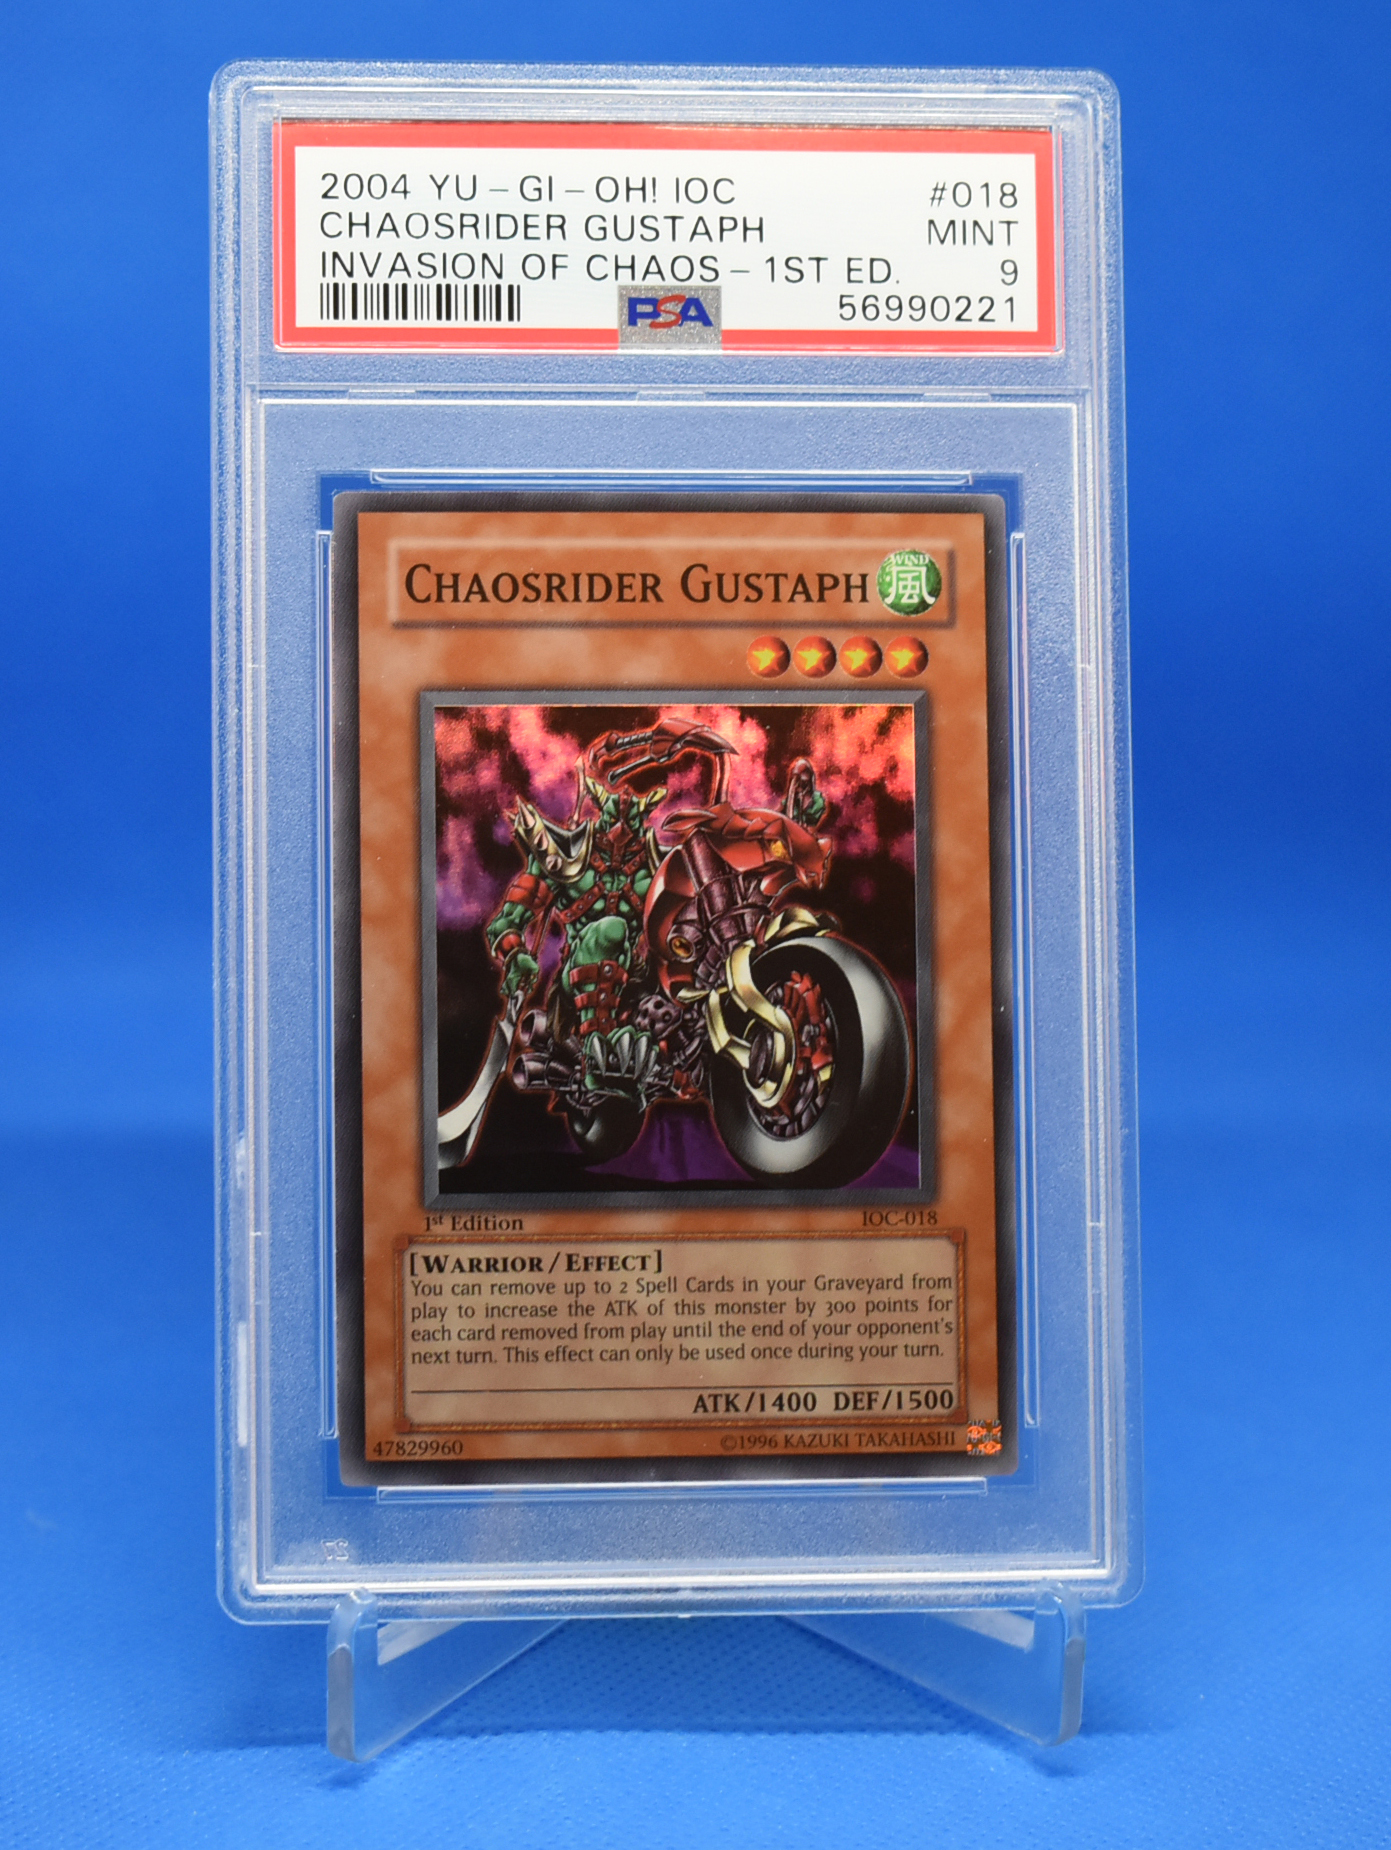 2004 YU-GI-OH! IOC #018
CHAOSRIDER GUSTAPH MINT
INVASION OF CHAOS-1ST ED. 9
PSA 56990221
CHAOSRIDER GUSTAPH
WIND
風
1st Edition IOC-018
[WARRIOR/EFFECT]
You can remove up to 2 Spell Cards in your Graveyard from
play to increase the ATK of this monster by 300 points for
each card removed from play until the end of your opponent's
next turn. This effect can only be used once during your turn.
ATK/1400 DEF/1500
47829960 ©1996 KAZUKI TAKAHASHI